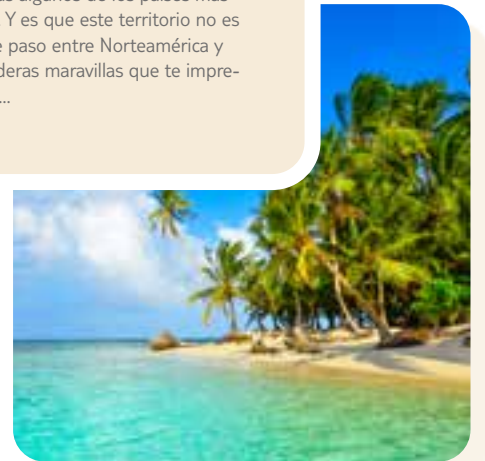 algunos de los países más
. Y es que este territorio no es
paso entre Norteamérica y
deras maravillas que te impre-
...